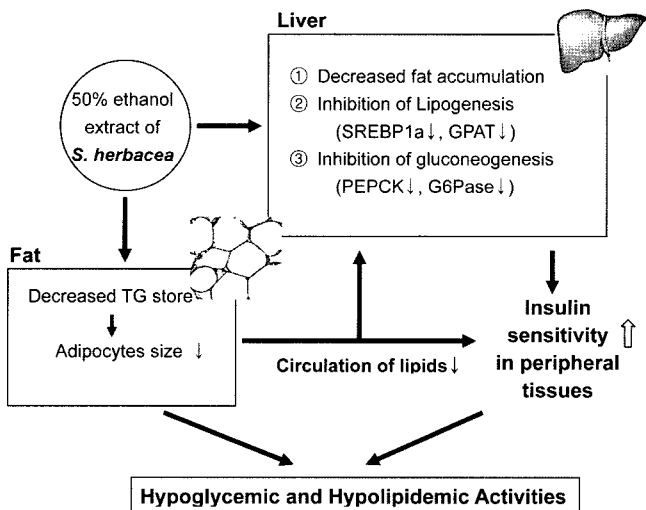 Liver
① Decreased fat accumulation
② Inhibition of Lipogenesis
(SREBP1a↓, GPAT↓)
③ Inhibition of gluconeogenesis
(PEPCK↓, G6Pase↓)
50% ethanol
extract of
S. herbacea
Fat
Decreased TG store
Adipocytes size ↓
Circulation of lipids↓
Insulin
sensitivity ⇧
in peripheral
tissues
Hypoglycemic and Hypolipidemic Activities